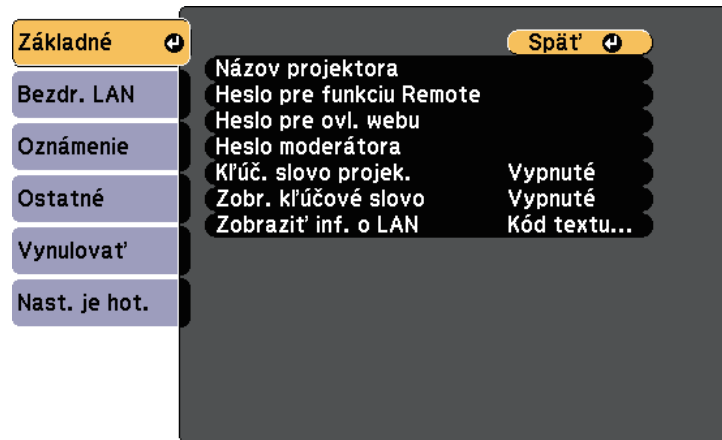 Základné
Bezdr. LAN
Oznámenie
Ostatné
Vynulovať
Nast. je hot.
Späť
Názov projektora
Heslo pre funkciu Remote
Heslo pre ovl. webu
Heslo moderátora
Kľúč. slovo projek. Vypnuté
Zobr. kľúčové slovo Vypnuté
Zobraziť inf. o LAN Kód textu...